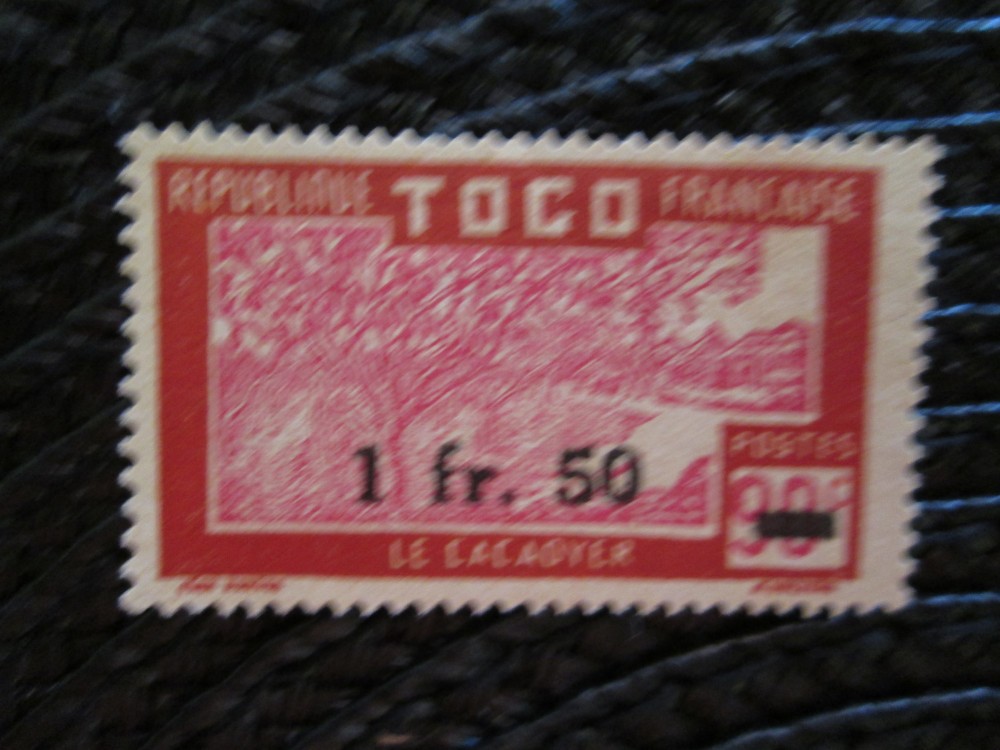 REPUBLIQUE TOGO FRANÇAISE
POSTES
1 fr. 50
90c
LE CACAOYER